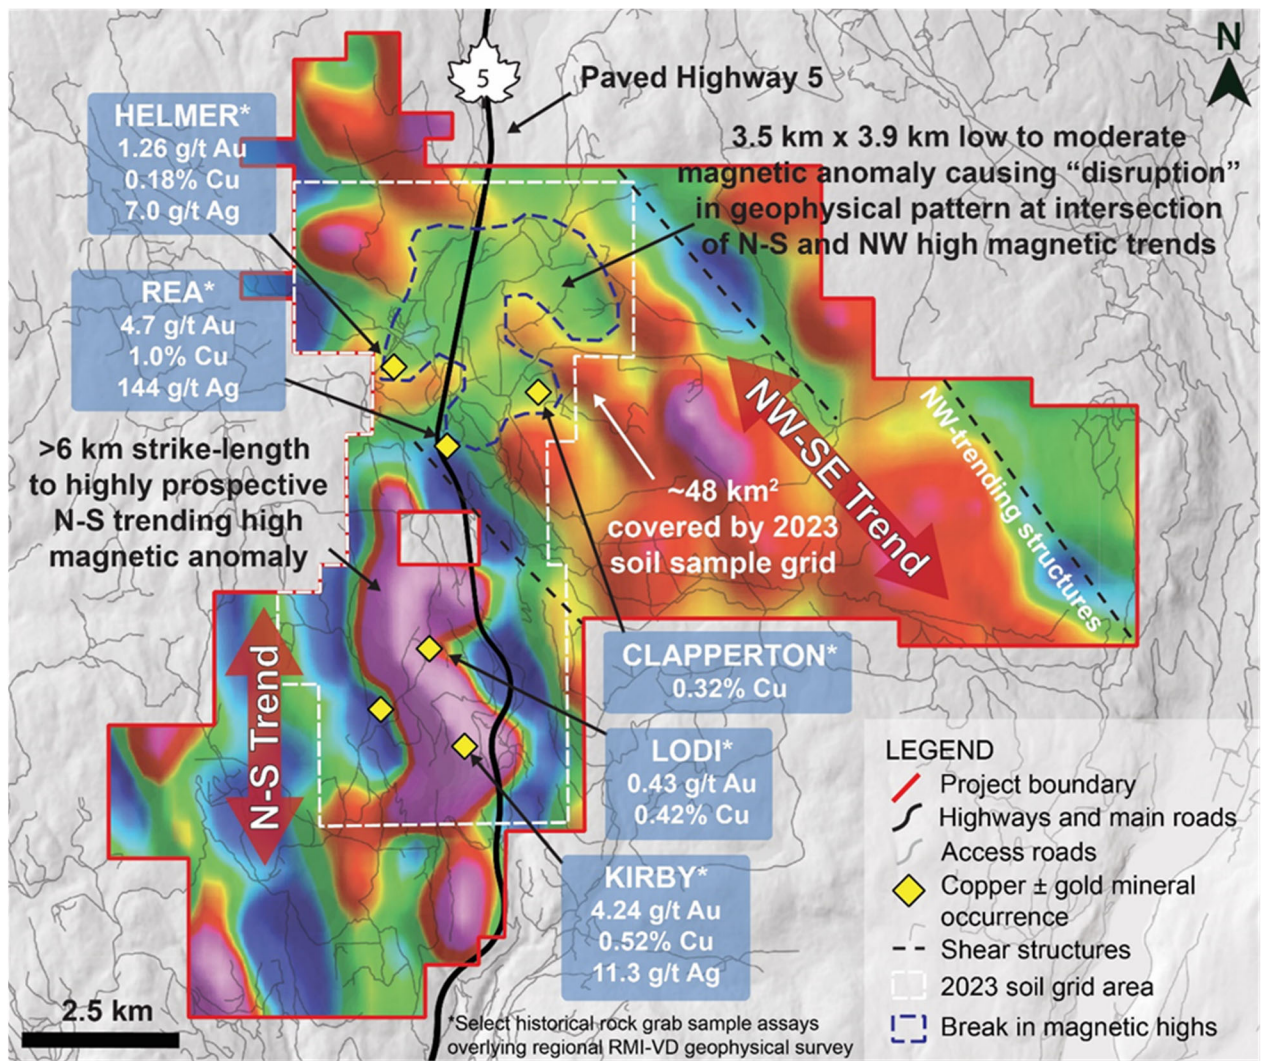 N
5
Paved Highway 5
HELMER*
1.26 g/t Au
0.18% Cu
7.0 g/t Ag
3.5 km x 3.9 km low to moderate
magnetic anomaly causing “disruption”
in geophysical pattern at intersection
of N-S and NW high magnetic trends
REA*
4.7 g/t Au
1.0% Cu
144 g/t Ag
>6 km strike-length
to highly prospective
N-S trending high
magnetic anomaly
NW-SE Trend
NW-trending structures
~48 km²
covered by 2023
soil sample grid
N-S Trend
CLAPPERTON*
0.32% Cu
LODI*
0.43 g/t Au
0.42% Cu
KIRBY*
4.24 g/t Au
0.52% Cu
11.3 g/t Ag
LEGEND
Project boundary
Highways and main roads
Access roads
Copper ± gold mineral
occurrence
Shear structures
2023 soil grid area
Break in magnetic highs
2.5 km
*Select historical rock grab sample assays
overlying regional RMI-VD geophysical survey